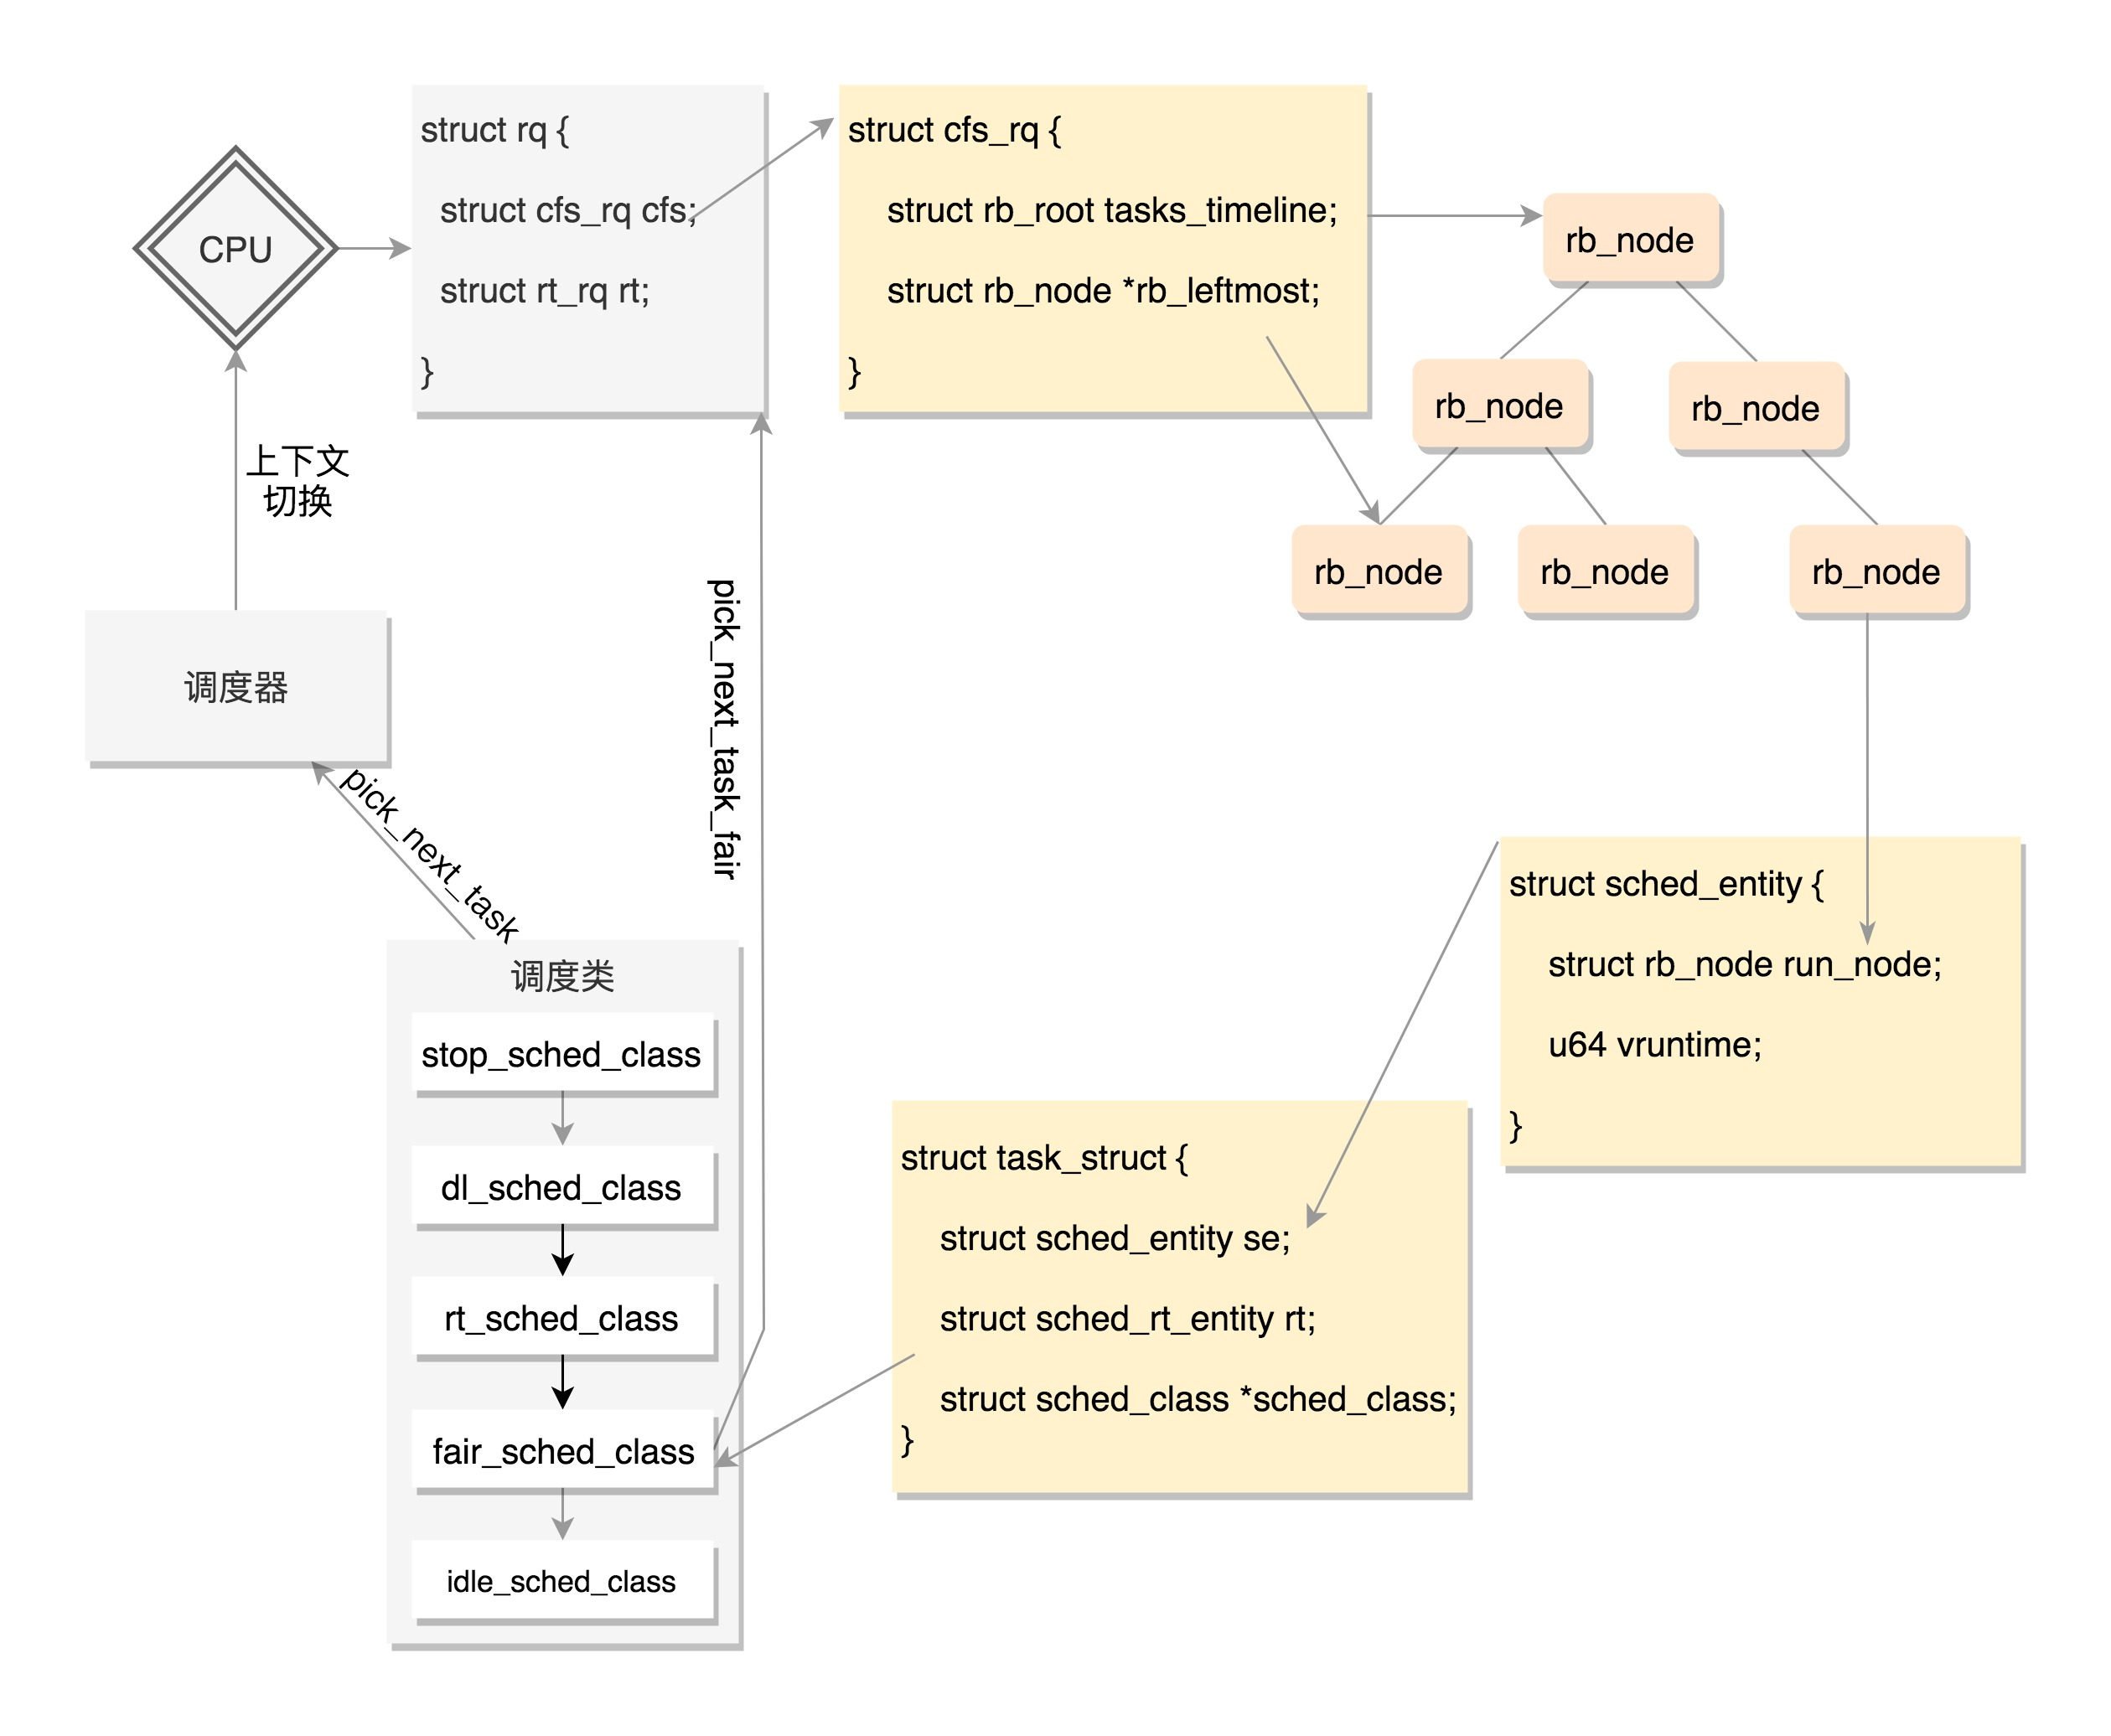 CPU
struct rq {
struct cfs_rq cfs;
struct rt_rq rt;
}
struct cfs_rq {
struct rb_root tasks_timeline;
struct rb_node *rb_leftmost;
}
rb_node
rb_node
rb_node
rb_node
rb_node
rb_node
上下文
切换
调度器
pick_next_task
pick_next_task_fair
调度类
stop_sched_class
dl_sched_class
rt_sched_class
fair_sched_class
idle_sched_class
struct sched_entity {
struct rb_node run_node;
u64 vruntime;
}
struct task_struct {
struct sched_entity se;
struct sched_rt_entity rt;
struct sched_class *sched_class;
}